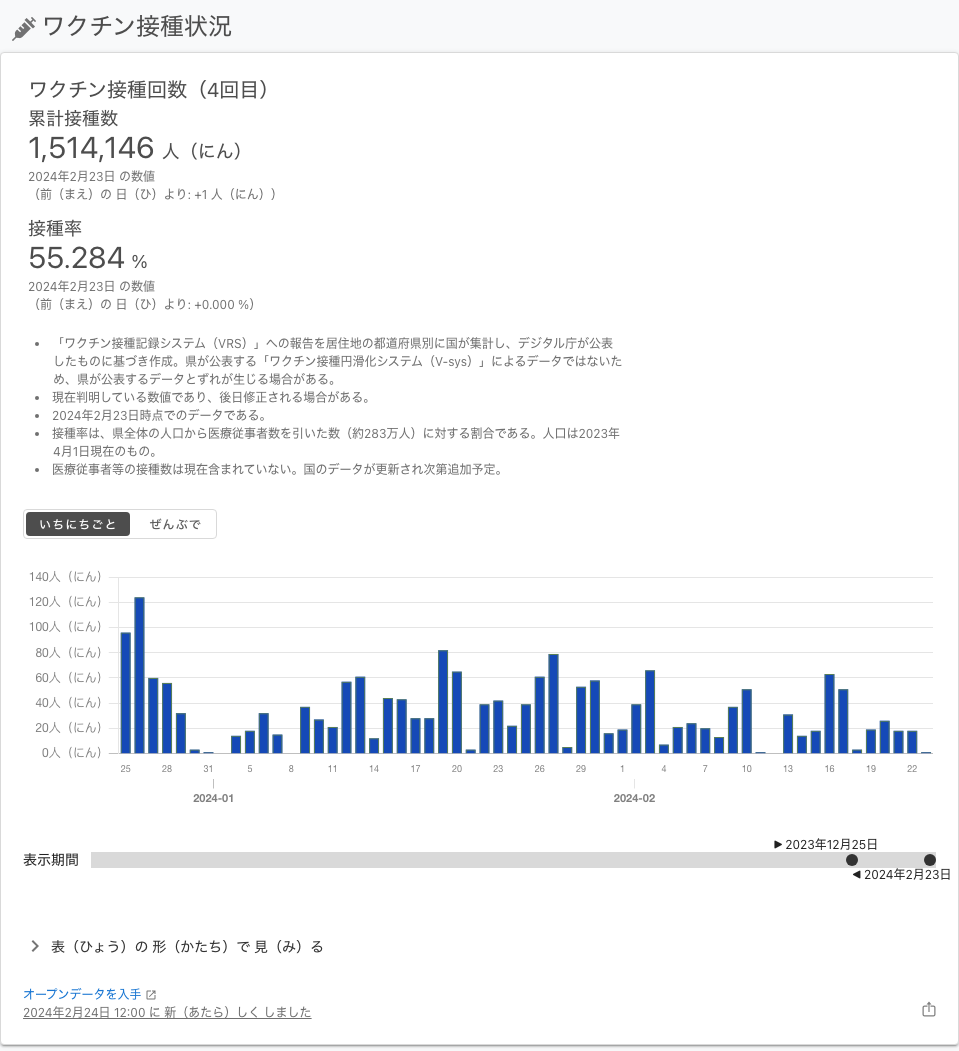 ワクチン接種状況
ワクチン接種回数（4回目）
累計接種数
1,514,146 人（にん）
2024年2月23日 の数値
（前（まえ）の 日（ひ）より: +1 人（にん））
接種率
55.284 %
2024年2月23日 の数値
（前（まえ）の 日（ひ）より: +0.000 %）
• 「ワクチン接種記録システム（VRS）」への報告を居住地の都道府県別に国が集計し、デジタル庁が公表
したものに基づき作成。県が公表する「ワクチン接種円滑化システム（V-sys）」によるデータではないた
め、県が公表するデータとずれが生じる場合がある。
• 現在判明している数値であり、後日修正される場合がある。
• 2024年2月23日時点でのデータである。
• 接種率は、県全体の人口から医療従事者数を引いた数（約283万人）に対する割合である。人口は2023年
4月1日現在のもの。
• 医療従事者等の接種数は現在含まれていない。国のデータが更新され次第追加予定。
いちにちごと ぜんぶで
140人（にん）
120人（にん）
100人（にん）
80人（にん）
60人（にん）
40人（にん）
20人（にん）
0人（にん）
25 28 31 5 8 11 14 17 20 23 26 29 1 4 7 10 13 16 19 22
2024-01 2024-02
▶ 2023年12月25日
表示期間
◀ 2024年2月23日
表（ひょう）の 形（かたち）で 見（み）る
オープンデータを入手
2024年2月24日 12:00 に 新（あたら）しく しました